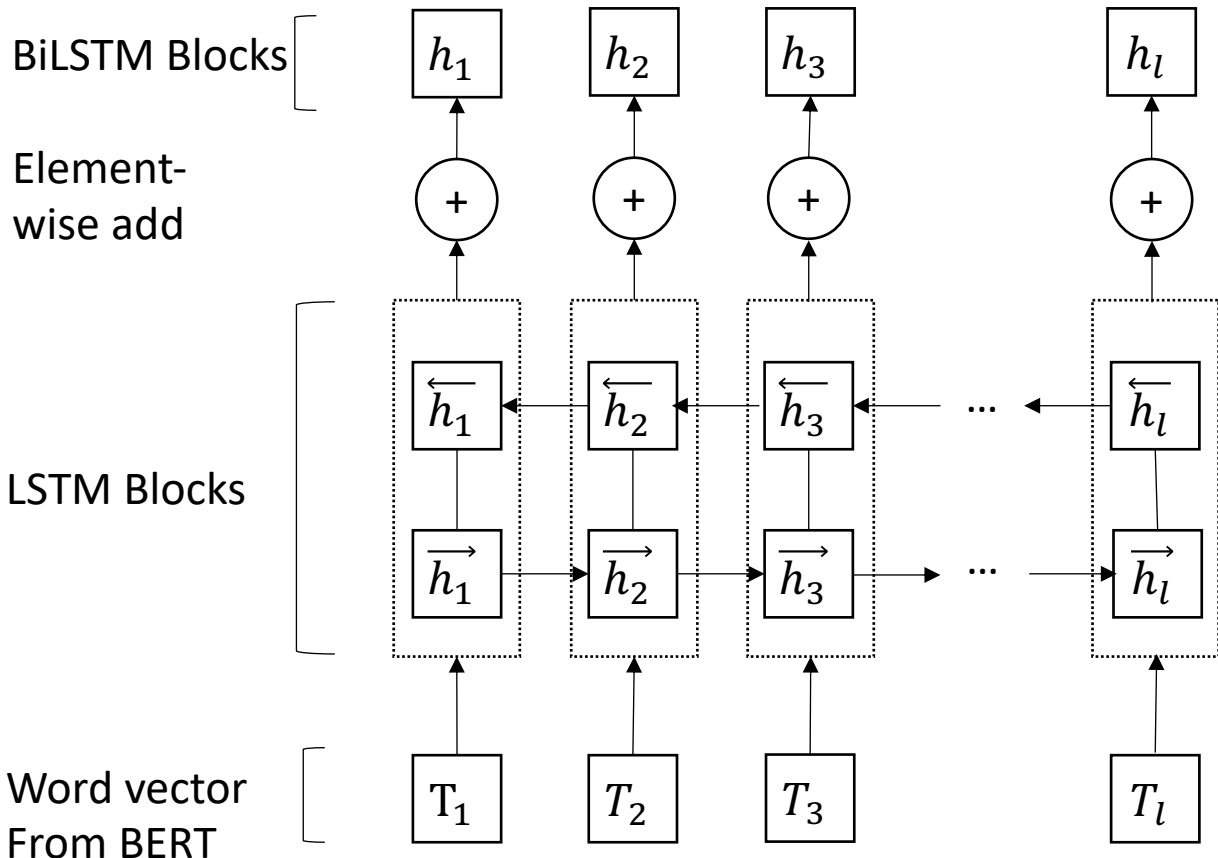 BiLSTM Blocks h₁ h₂ h₃ hₗ
Element-
wise add + + + +
LSTM Blocks
←h₁ ←h₂ ←h₃ ... ←hₗ
→h₁ →h₂ →h₃ ... →hₗ
Word vector
From BERT
T₁ T₂ T₃ Tₗ